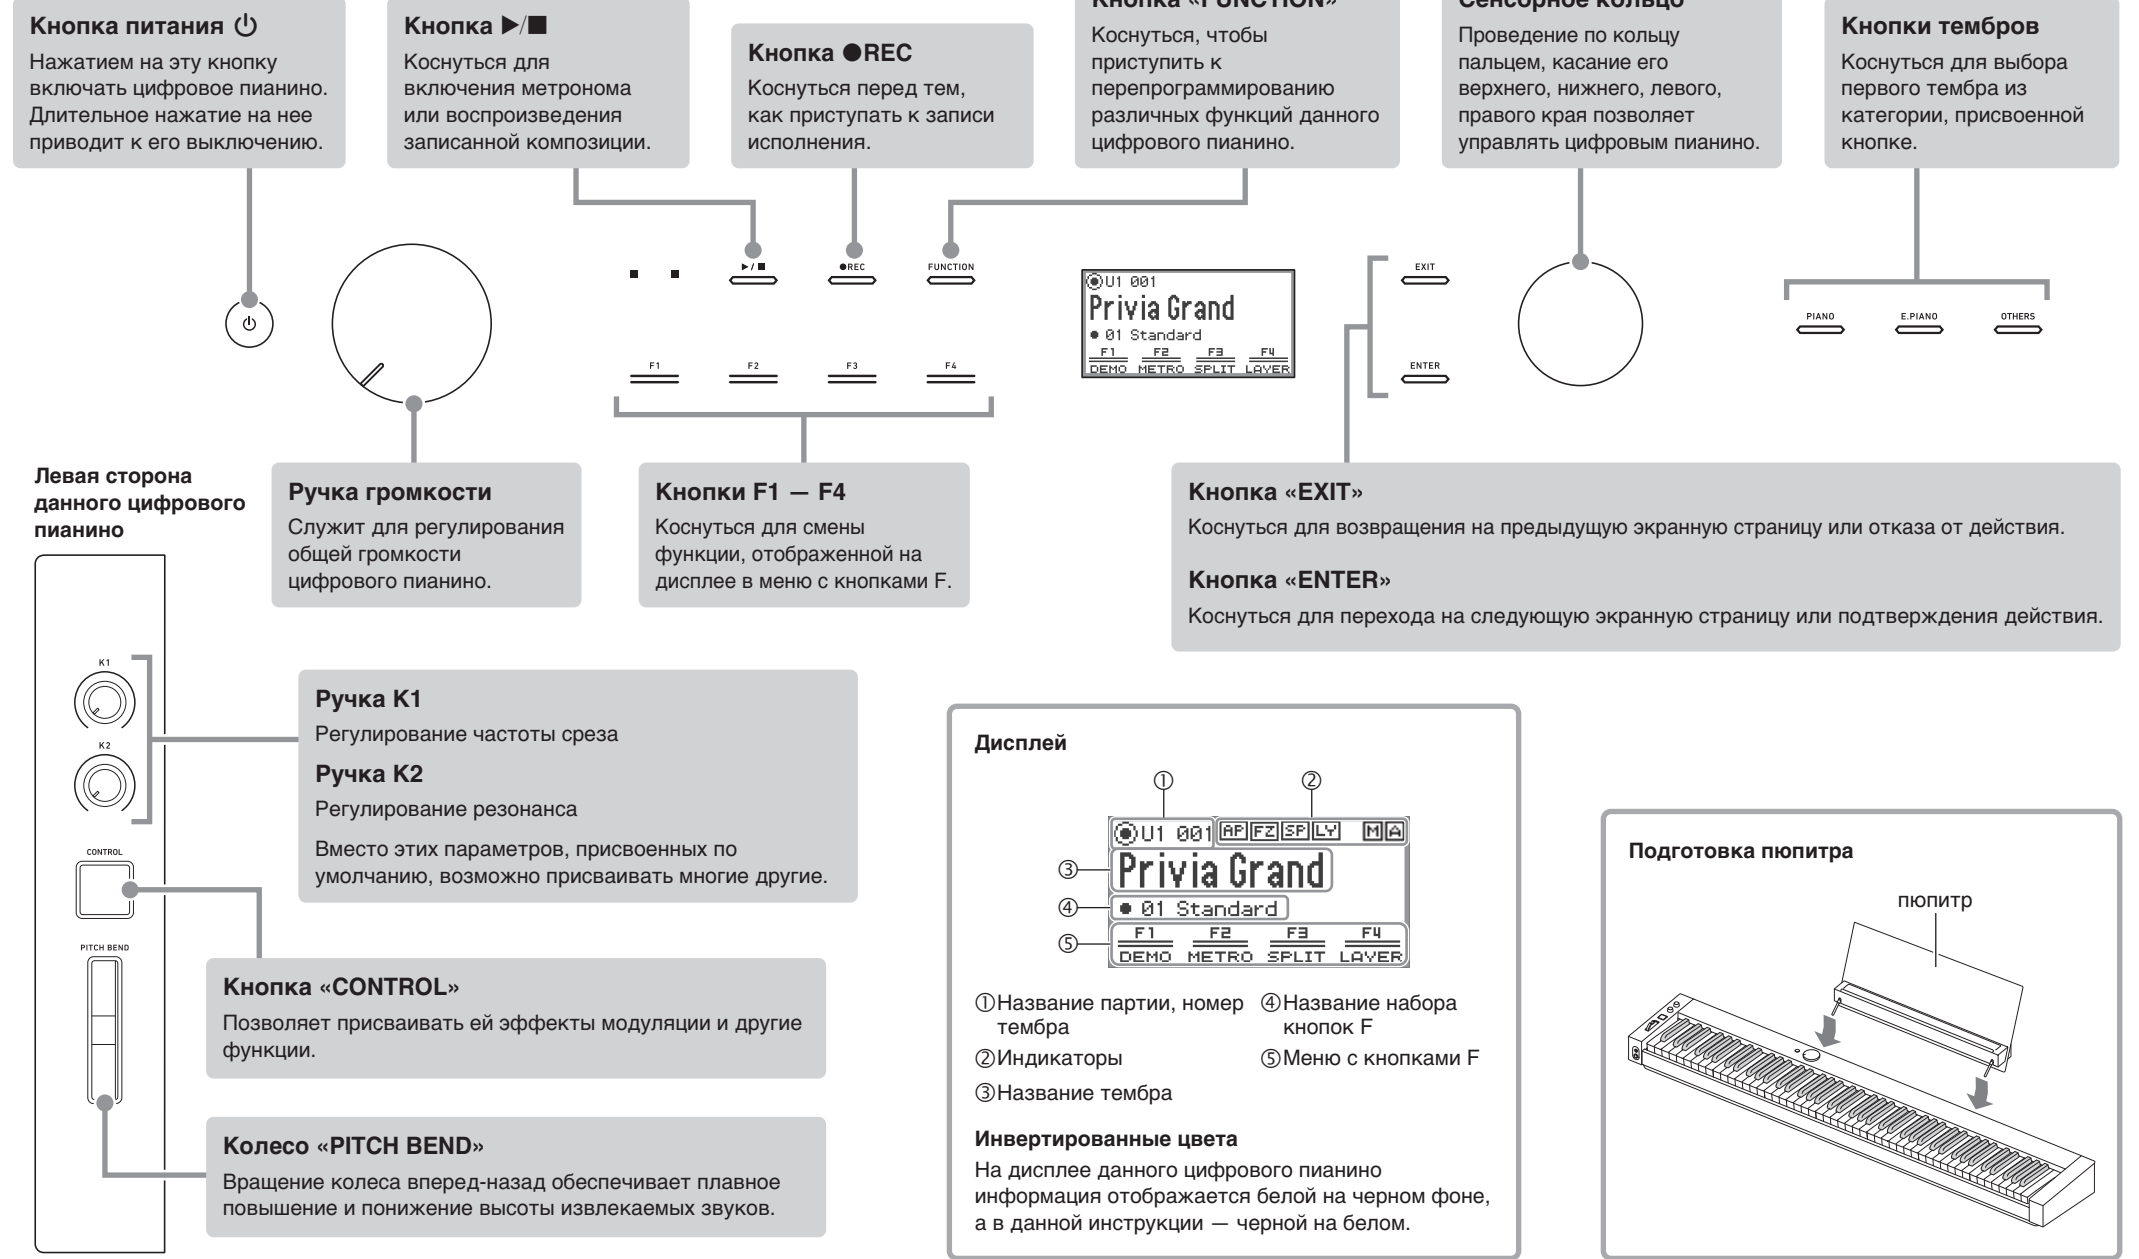 Кнопка питания ⏻
Нажатием на эту кнопку
включать цифровое пианино.
Длительное нажатие на нее
приводит к его выключению.
Кнопка ▶/■
Коснуться для
включения метронома
или воспроизведения
записанной композиции.
Кнопка ●REC
Коснуться перед тем,
как приступать к записи
исполнения.
Кнопка «FUNCTION»
Коснуться, чтобы
приступить к
перепрограммированию
различных функций данного
цифрового пианино.
Сенсорное кольцо
Проведение по кольцу
пальцем, касание его
верхнего, нижнего, левого,
правого края позволяет
управлять цифровым пианино.
Кнопки тембров
Коснуться для выбора
первого тембра из
категории, присвоенной
кнопке.
▶/■
●REC
FUNCTION
F1
F2
F3
F4
U1 001
Privia Grand
● 01 Standard
F1 F2 F3 F4
DEMO METRO SPLIT LAYER
EXIT
ENTER
PIANO
E.PIANO
OTHERS
Левая сторона
данного цифрового
пианино
Ручка громкости
Служит для регулирования
общей громкости
цифрового пианино.
Кнопки F1 — F4
Коснуться для смены
функции, отображенной на
дисплее в меню с кнопками F.
Кнопка «EXIT»
Коснуться для возвращения на предыдущую экранную страницу или отказа от действия.
Кнопка «ENTER»
Коснуться для перехода на следующую экранную страницу или подтверждения действия.
K1
K2
CONTROL
PITCH BEND
Ручка K1
Регулирование частоты среза
Ручка K2
Регулирование резонанса
Вместо этих параметров, присвоенных по
умолчанию, возможно присваивать многие другие.
Кнопка «CONTROL»
Позволяет присваивать ей эффекты модуляции и другие
функции.
Колесо «PITCH BEND»
Вращение колеса вперед-назад обеспечивает плавное
повышение и понижение высоты извлекаемых звуков.
Дисплей
① ②
U1 001 AP FZ SP LY M A
③ Privia Grand
④ ● 01 Standard
⑤ F1 F2 F3 F4
DEMO METRO SPLIT LAYER
①Название партии, номер
тембра
②Индикаторы
③Название тембра
④Название набора
кнопок F
⑤Меню с кнопками F
Инвертированные цвета
На дисплее данного цифрового пианино
информация отображается белой на черном фоне,
а в данной инструкции — черной на белом.
Подготовка пюпитра
пюпитр